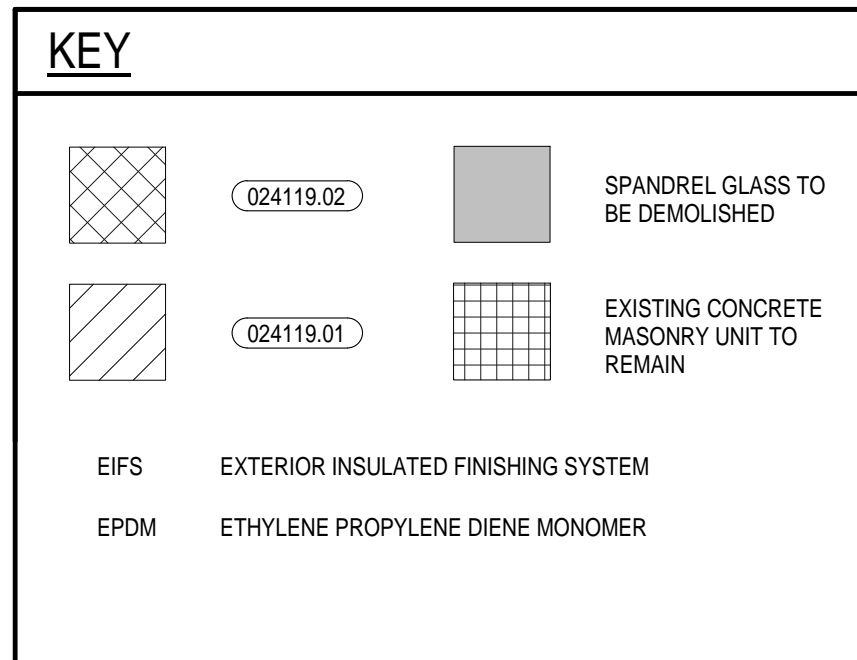 KEY
024119.02
SPANDREL GLASS TO
BE DEMOLISHED
024119.01
EXISTING CONCRETE
MASONRY UNIT TO
REMAIN
EIFS EXTERIOR INSULATED FINISHING SYSTEM
EPDM ETHYLENE PROPYLENE DIENE MONOMER